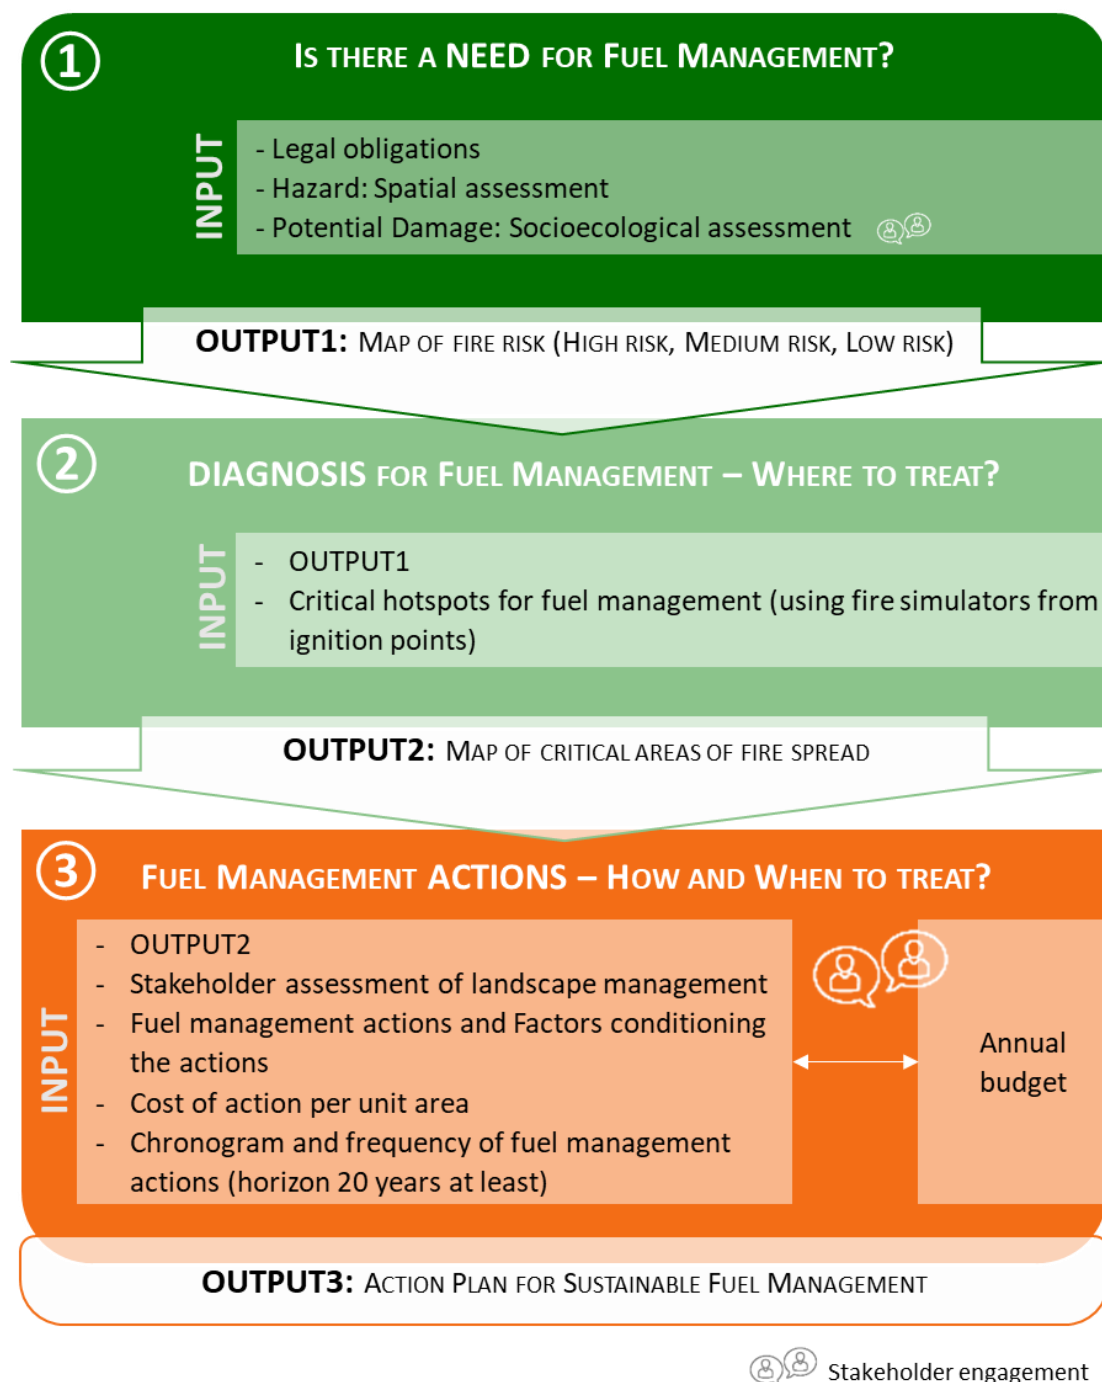 1
IS THERE A NEED FOR FUEL MANAGEMENT?
INPUT
- Legal obligations
- Hazard: Spatial assessment
- Potential Damage: Socioecological assessment
OUTPUT1: MAP OF FIRE RISK (HIGH RISK, MEDIUM RISK, LOW RISK)
2
DIAGNOSIS FOR FUEL MANAGEMENT – WHERE TO TREAT?
INPUT
- OUTPUT1
- Critical hotspots for fuel management (using fire simulators from
ignition points)
OUTPUT2: MAP OF CRITICAL AREAS OF FIRE SPREAD
3
FUEL MANAGEMENT ACTIONS – HOW AND WHEN TO TREAT?
INPUT
- OUTPUT2
- Stakeholder assessment of landscape management
- Fuel management actions and Factors conditioning
the actions
- Cost of action per unit area
- Chronogram and frequency of fuel management
actions (horizon 20 years at least)
Annual
budget
OUTPUT3: ACTION PLAN FOR SUSTAINABLE FUEL MANAGEMENT
Stakeholder engagement